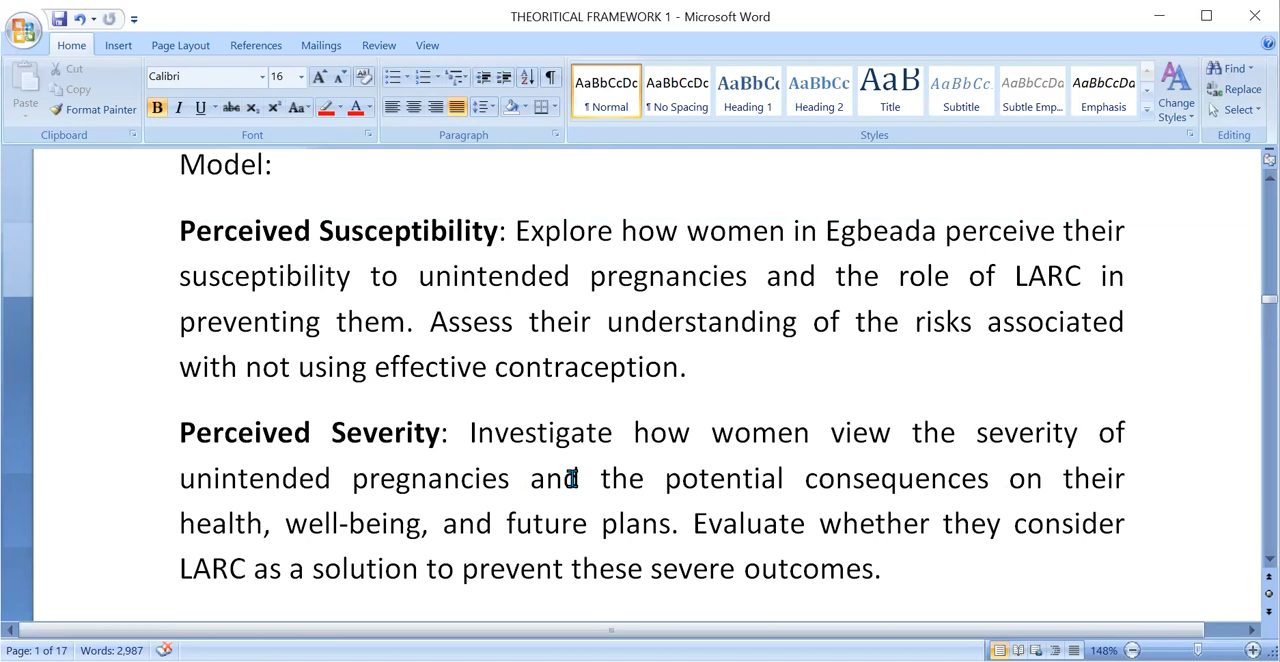 THEORITICAL FRAMEWORK 1 - Microsoft Word
Home Insert Page Layout References Mailings Review View
Paste
Cut
Copy
Format Painter
Clipboard
Calibri 16
B I U abc x₂ x² Aa
Font
Paragraph
AaBbCcDc AaBbCcDc AaBbC AaBbCc AaB AaBbCc. AaBbCcDa AaBbCcDa
¶ Normal ¶ No Spacing Heading 1 Heading 2 Title Subtitle Subtle Emp... Emphasis
Styles
Change Styles
Find
Replace
Select
Editing
Model:
Perceived Susceptibility: Explore how women in Egbeada perceive their
susceptibility to unintended pregnancies and the role of LARC in
preventing them. Assess their understanding of the risks associated
with not using effective contraception.
Perceived Severity: Investigate how women view the severity of
unintended pregnancies and the potential consequences on their
health, well-being, and future plans. Evaluate whether they consider
LARC as a solution to prevent these severe outcomes.
Page: 1 of 17 Words: 2,987 148%